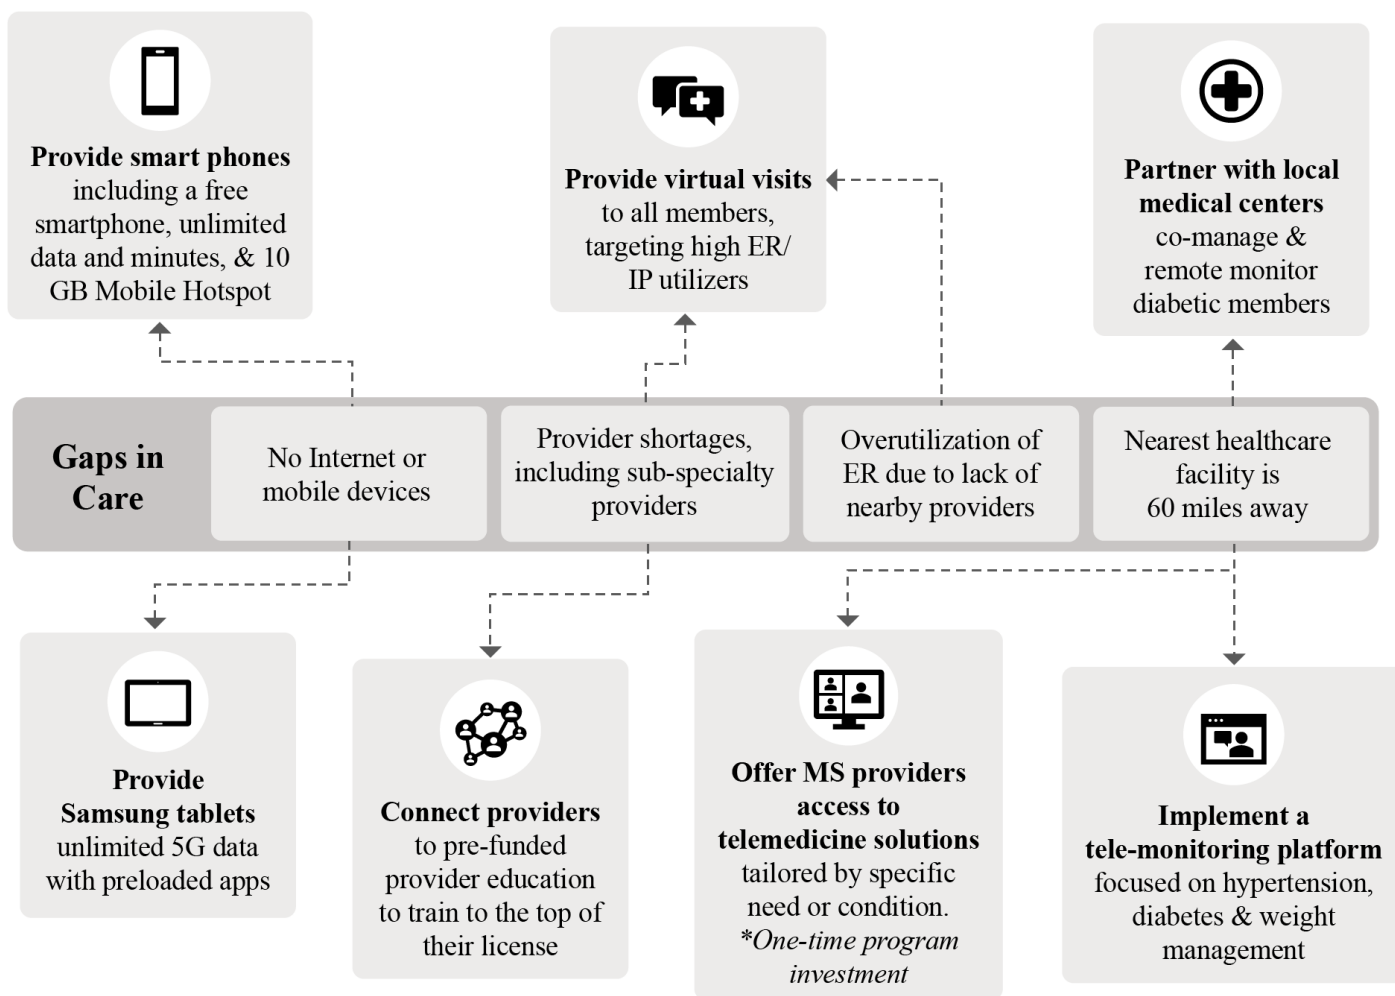 Provide smart phones
including a free
smartphone, unlimited
data and minutes, & 10
GB Mobile Hotspot
Provide virtual visits
to all members,
targeting high ER/
IP utilizers
Partner with local
medical centers
co-manage &
remote monitor
diabetic members
Gaps in
Care
No Internet or
mobile devices
Provider shortages,
including sub-specialty
providers
Overutilization of
ER due to lack of
nearby providers
Nearest healthcare
facility is
60 miles away
Provide
Samsung tablets
unlimited 5G data
with preloaded apps
Connect providers
to pre-funded
provider education
to train to the top of
their license
Offer MS providers
access to
telemedicine solutions
tailored by specific
need or condition.
*One-time program
investment
Implement a
tele-monitoring platform
focused on hypertension,
diabetes & weight
management